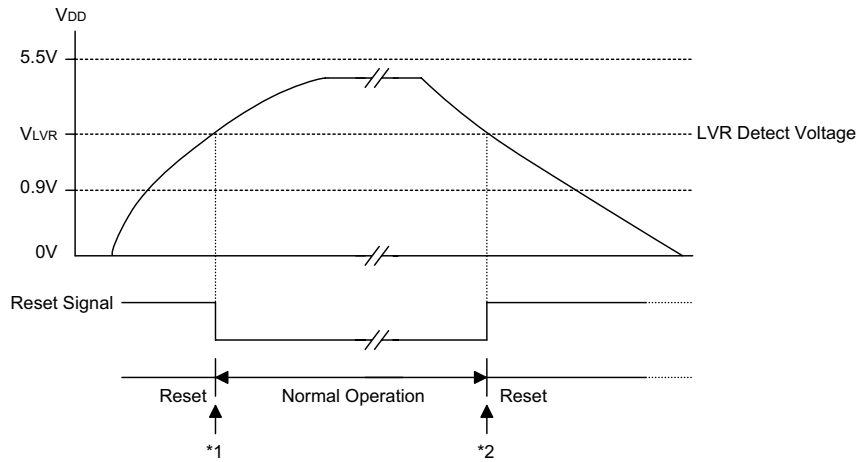 VDD
5.5V
VLVR
LVR Detect Voltage
0.9V
0V
Reset Signal
Reset
Normal Operation
Reset
*1
*2